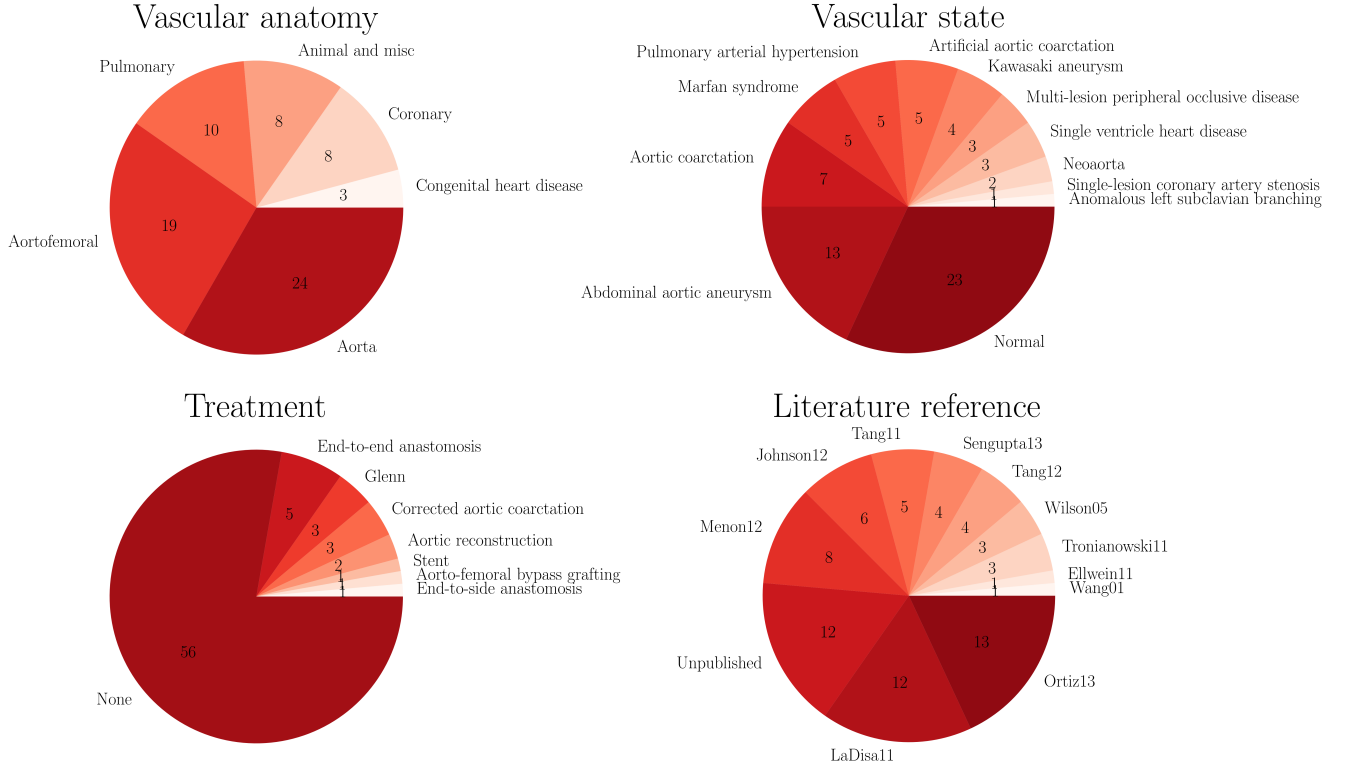 Vascular anatomy
Animal and misc
Pulmonary
Coronary
Congenital heart disease
Aortofemoral
Aorta
10
8
8
3
19
24
Vascular state
Artificial aortic coarctation
Pulmonary arterial hypertension
Kawasaki aneurysm
Marfan syndrome
Multi-lesion peripheral occlusive disease
Single ventricle heart disease
Aortic coarctation
Neoaorta
Single-lesion coronary artery stenosis
Anomalous left subclavian branching
Abdominal aortic aneurysm
Normal
5
5
5
4
3
3
2
1
1
7
13
23
Treatment
End-to-end anastomosis
Glenn
Corrected aortic coarctation
Aortic reconstruction
Stent
Aorto-femoral bypass grafting
End-to-side anastomosis
None
5
3
3
2
1
1
1
56
Literature reference
Tang11
Sengupta13
Johnson12
Tang12
Wilson05
Menon12
Tronianowski11
Ellwein11
Wang01
Unpublished
Ortiz13
LaDisa11
5
4
6
4
3
8
3
1
1
12
13
12